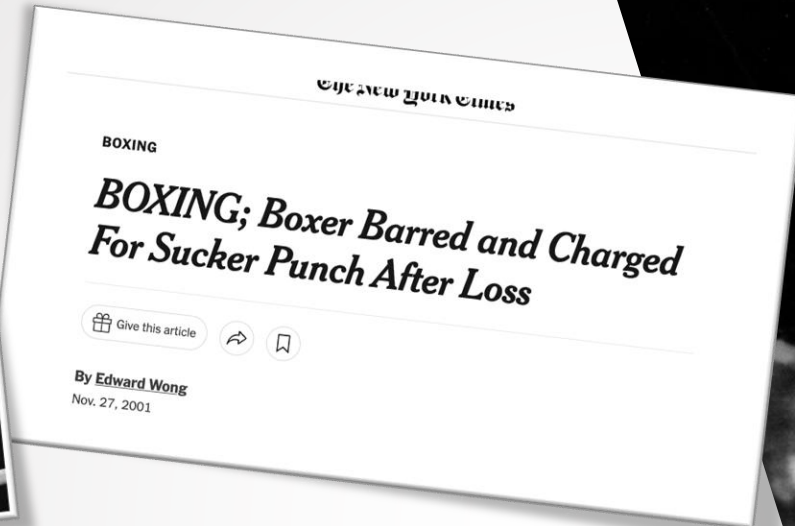 The New York Times
BOXING
BOXING; Boxer Barred and Charged
For Sucker Punch After Loss
Give this article
By Edward Wong
Nov. 27, 2001